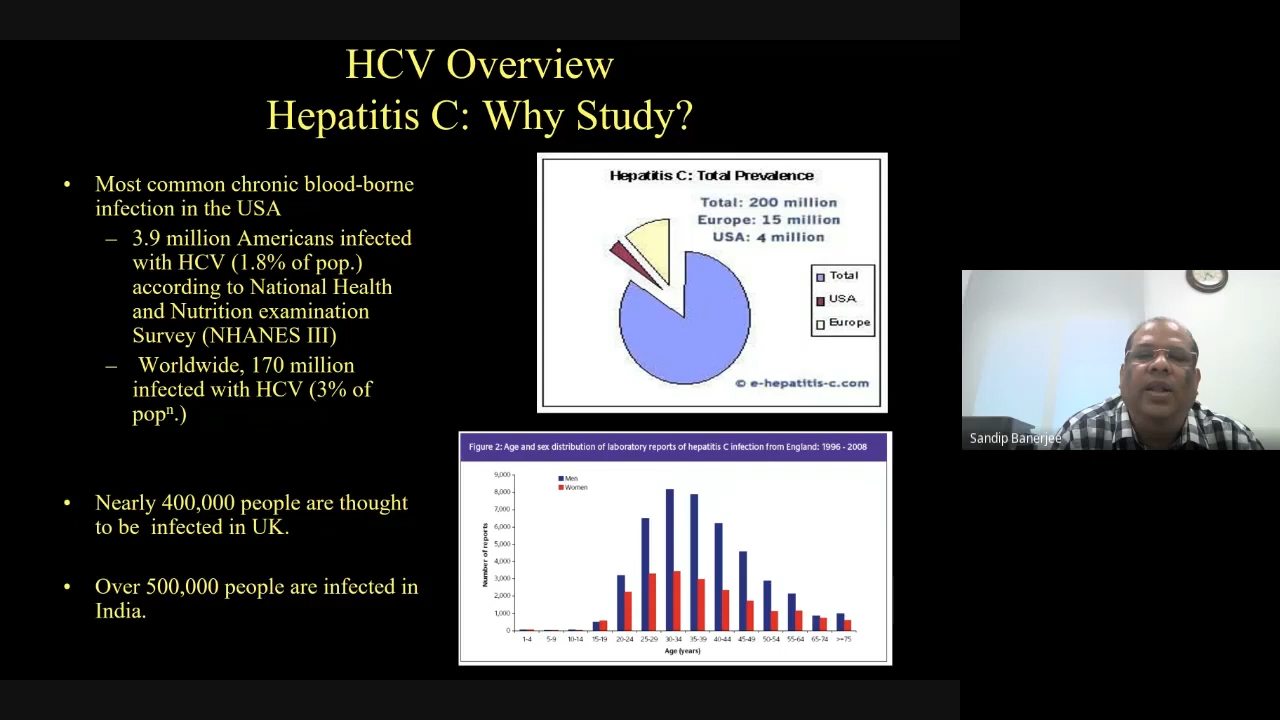 HCV Overview
Hepatitis C: Why Study?
• Most common chronic blood-borne
infection in the USA
– 3.9 million Americans infected
with HCV (1.8% of pop.)
according to National Health
and Nutrition examination
Survey (NHANES III)
– Worldwide, 170 million
infected with HCV (3% of
popⁿ.)
• Nearly 400,000 people are thought
to be infected in UK.
• Over 500,000 people are infected in
India.
Hepatitis C: Total Prevalence
Total: 200 million
Europe: 15 million
USA: 4 million
Total
USA
Europe
© e-hepatitis-c.com
Figure 2: Age and sex distribution of laboratory reports of hepatitis C infection from England: 1996 - 2008
Men
Women
Number of reports
9,000
8,000
7,000
6,000
5,000
4,000
3,000
2,000
1,000
0
1-4 5-9 10-14 15-19 20-24 25-29 30-34 35-39 40-44 45-49 50-54 55-64 65-74 >=75
Age (years)
Sandip Banerjee